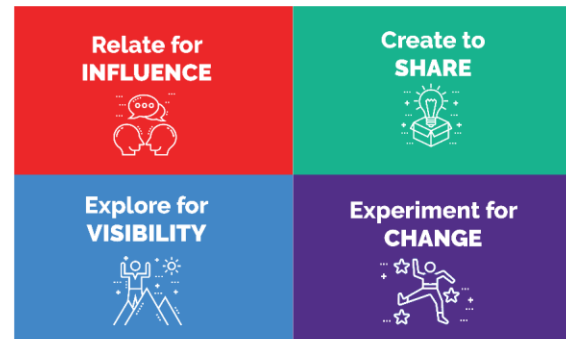 Relate for
INFLUENCE
Create to
SHARE
Explore for
VISIBILITY
Experiment for
CHANGE